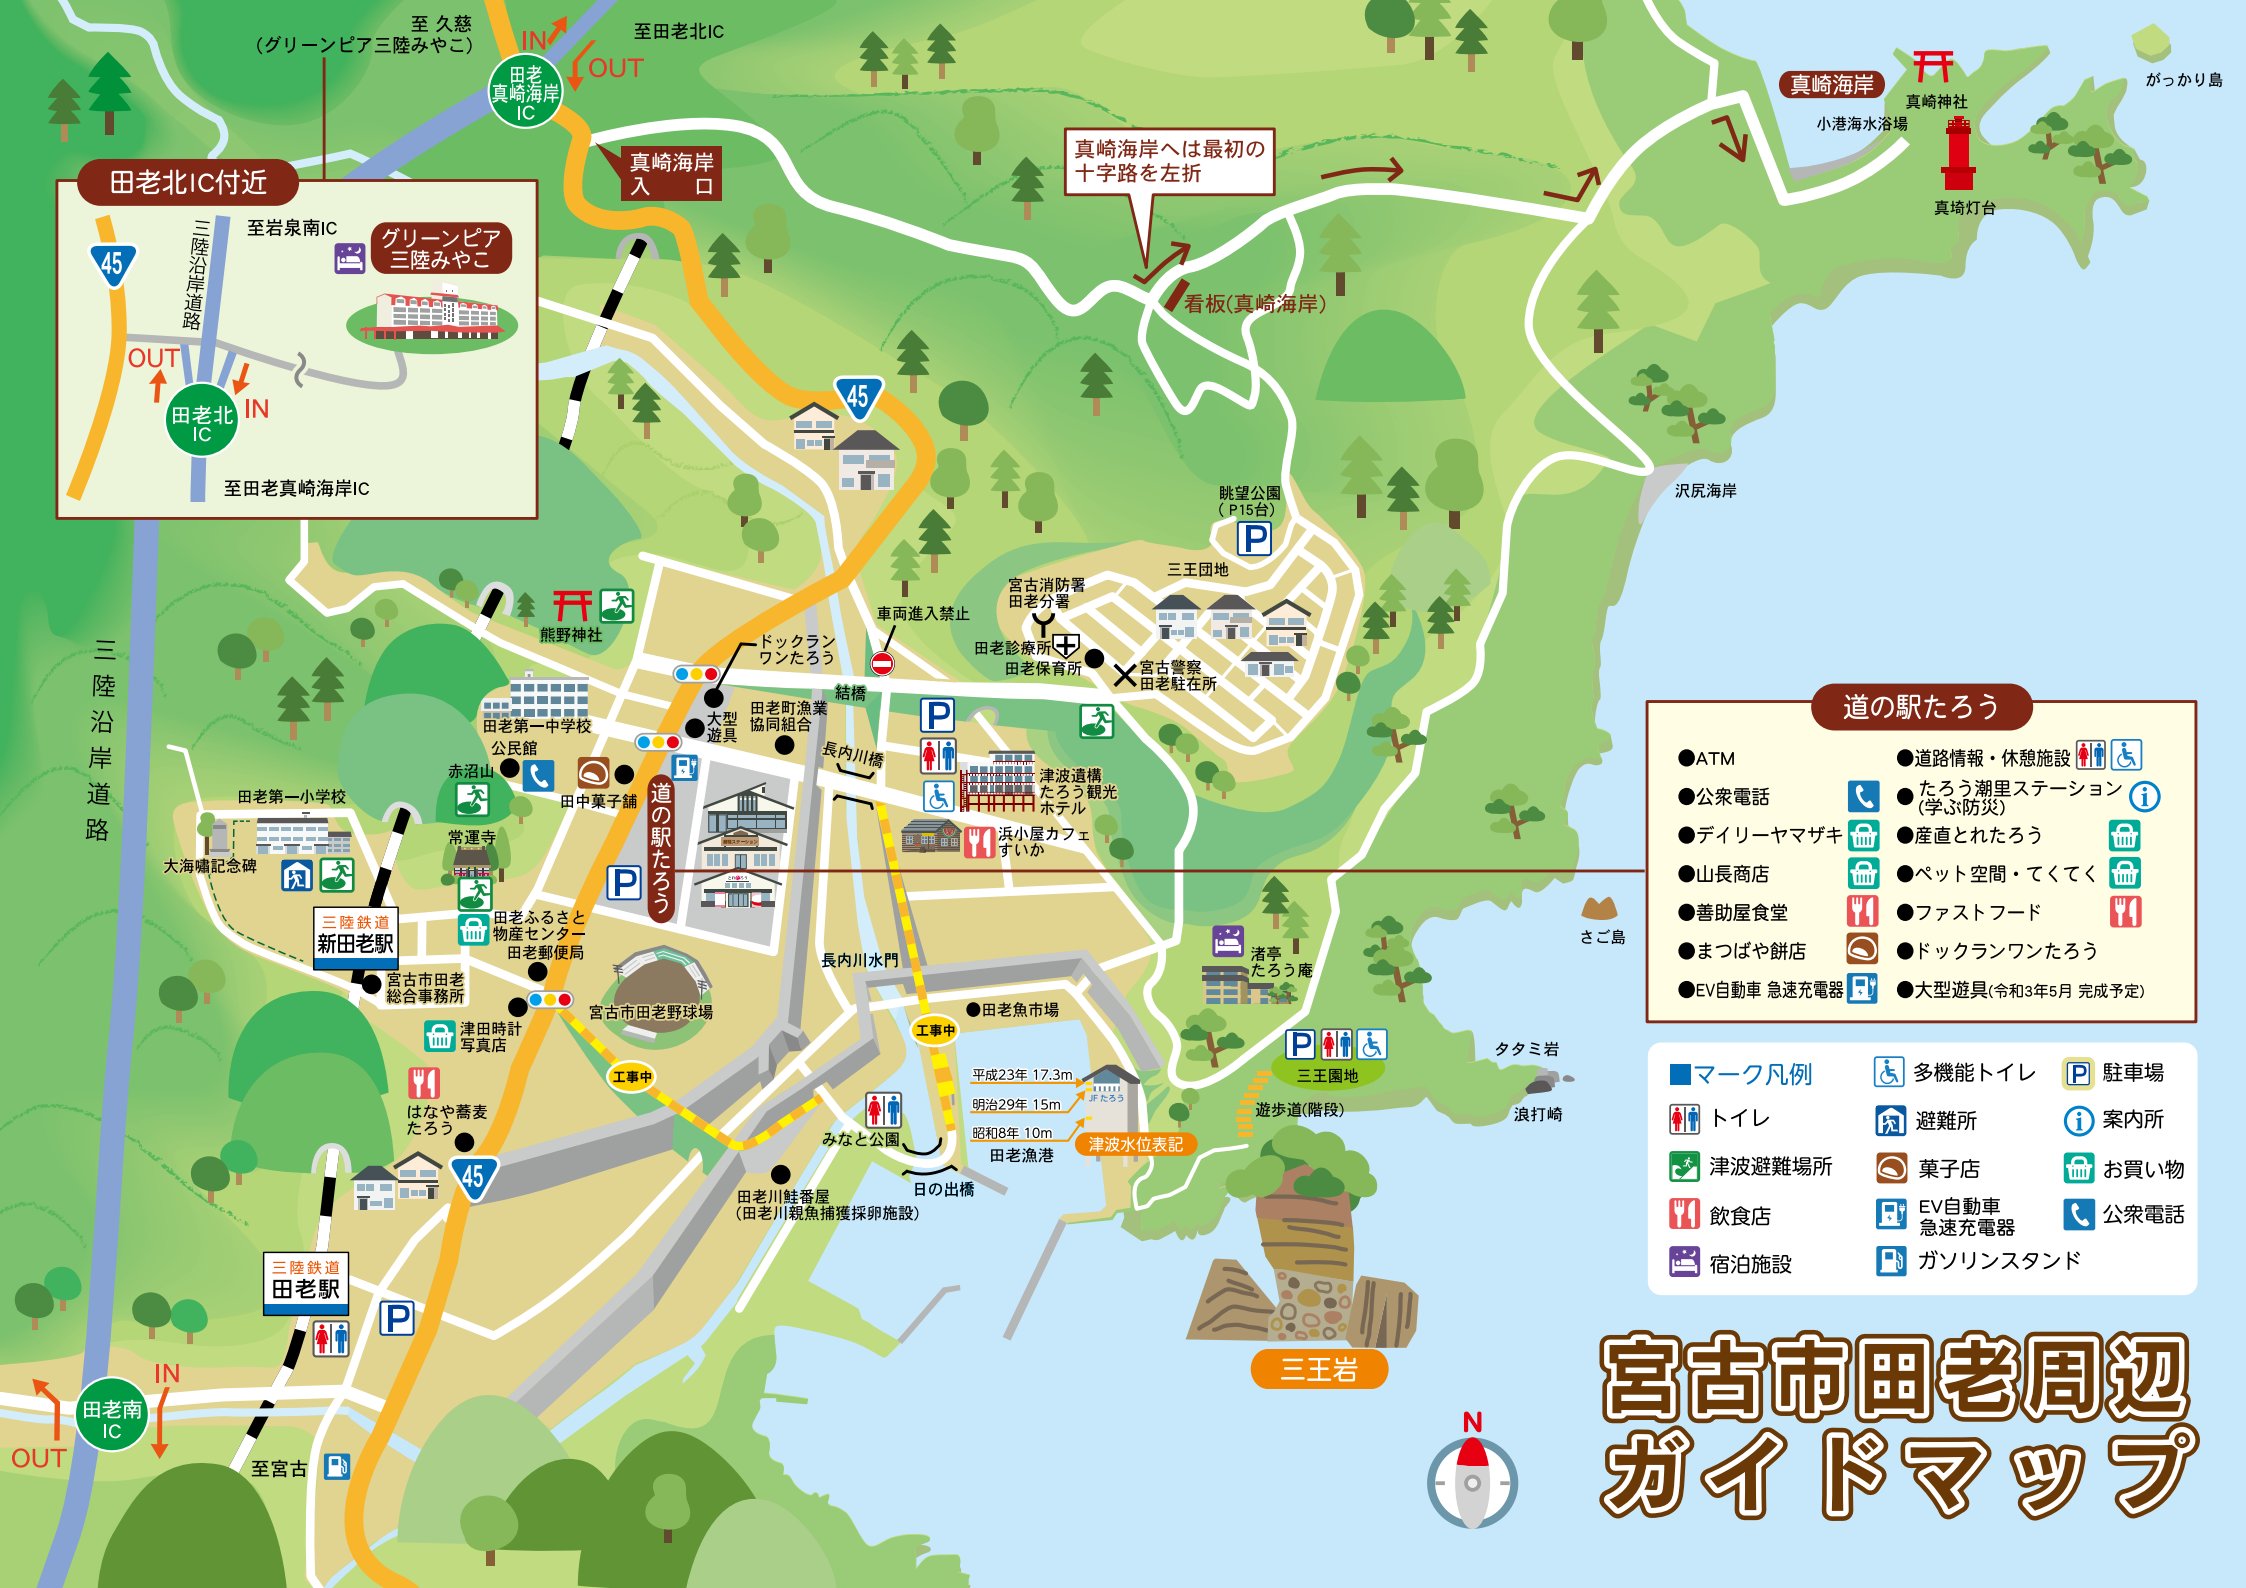 至 久慈
(グリーンピア三陸みやこ)
IN
至田老北IC
OUT
田老
真崎海岸
IC
真崎海岸
入 口
真崎海岸へは最初の
十字路を左折
看板(真崎海岸)
真崎海岸
真崎神社
小港海水浴場
真埼灯台
がっかり島
沢尻海岸
田老北IC付近
45
三陸沿岸道路
至岩泉南IC
グリーンピア
三陸みやこ
OUT
IN
田老北
IC
至田老真崎海岸IC
45
眺望公園
(P15台)
P
三王団地
宮古消防署
田老分署
田老診療所
田老保育所
宮古警察
田老駐在所
車両進入禁止
熊野神社
ドックラン
ワンたろう
結橋
大型
遊具
田老町漁業
協同組合
長内川橋
田老第一中学校
公民館
赤沼山
田中菓子舗
道の駅たろう
P
P
津波遺構
たろう観光
ホテル
浜小屋カフェ
すいか
田老第一小学校
大海嘯記念碑
常運寺
三陸沿岸道路
三陸鉄道
新田老駅
田老ふるさと
物産センター
田老郵便局
宮古市田老
総合事務所
津田時計
写真店
宮古市田老野球場
長内川水門
田老魚市場
工事中
工事中
はなや蕎麦
たろう
45
平成23年 17.3m
明治29年 15m
昭和8年 10m
JFたろう
津波水位表記
田老漁港
みなと公園
日の出橋
田老川鮭番屋
(田老川親魚捕獲採卵施設)
渚亭
たろう庵
P
三王園地
遊歩道(階段)
三王岩
さご島
タタミ岩
浪打崎
三陸鉄道
田老駅
P
IN
田老南
IC
OUT
至宮古
道の駅たろう
●ATM
●公衆電話
●デイリーヤマザキ
●山長商店
●善助屋食堂
●まつばや餅店
●EV自動車 急速充電器
●道路情報・休憩施設
●たろう潮里ステーション
(学ぶ防災)
●産直とれたろう
●ペット空間・てくてく
●ファストフード
●ドックランワンたろう
●大型遊具(令和3年5月 完成予定)
■マーク凡例
トイレ
津波避難場所
飲食店
宿泊施設
多機能トイレ
避難所
菓子店
EV自動車
急速充電器
ガソリンスタンド
P
駐車場
案内所
お買い物
公衆電話
N
宮古市田老周辺
ガイドマップ